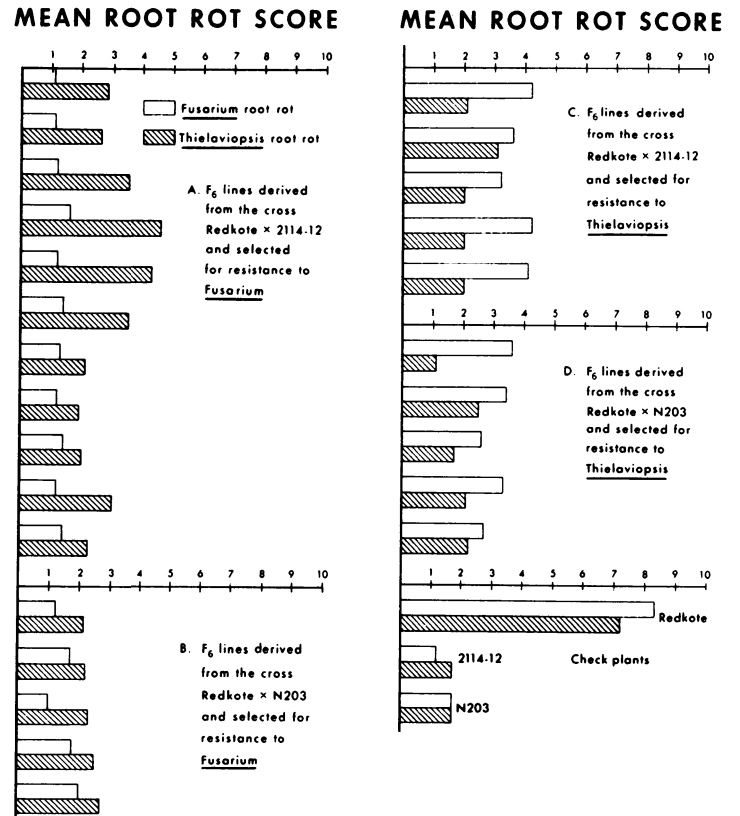 MEAN ROOT ROT SCORE
1 2 3 4 5 6 7 8 9 10
Fusarium root rot
Thielaviopsis root rot
A. F6 lines derived
from the cross
Redkote × 2114-12
and selected
for resistance to
Fusarium
1 2 3 4 5 6 7 8 9 10
B. F6 lines derived
from the cross
Redkote × N203
and selected for
resistance to
Fusarium
MEAN ROOT ROT SCORE
1 2 3 4 5 6 7 8 9 10
C. F6 lines derived
from the cross
Redkote × 2114-12
and selected for
resistance to
Thielaviopsis
1 2 3 4 5 6 7 8 9 10
D. F6 lines derived
from the cross
Redkote × N203
and selected for
resistance to
Thielaviopsis
1 2 3 4 5 6 7 8 9 10
Redkote
2114-12 Check plants
N203